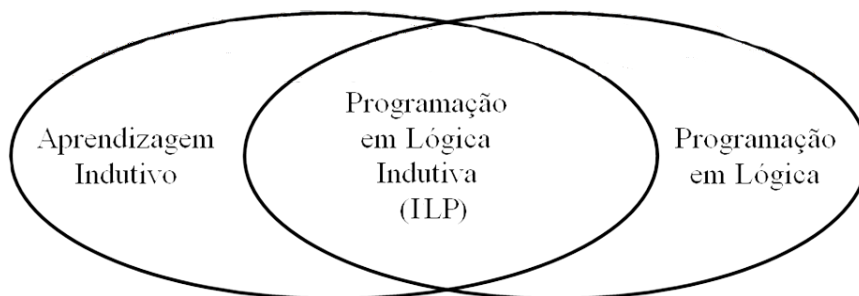 Aprendizagem
Indutivo
Programação
em Lógica
Indutiva
(ILP)
Programação
em Lógica